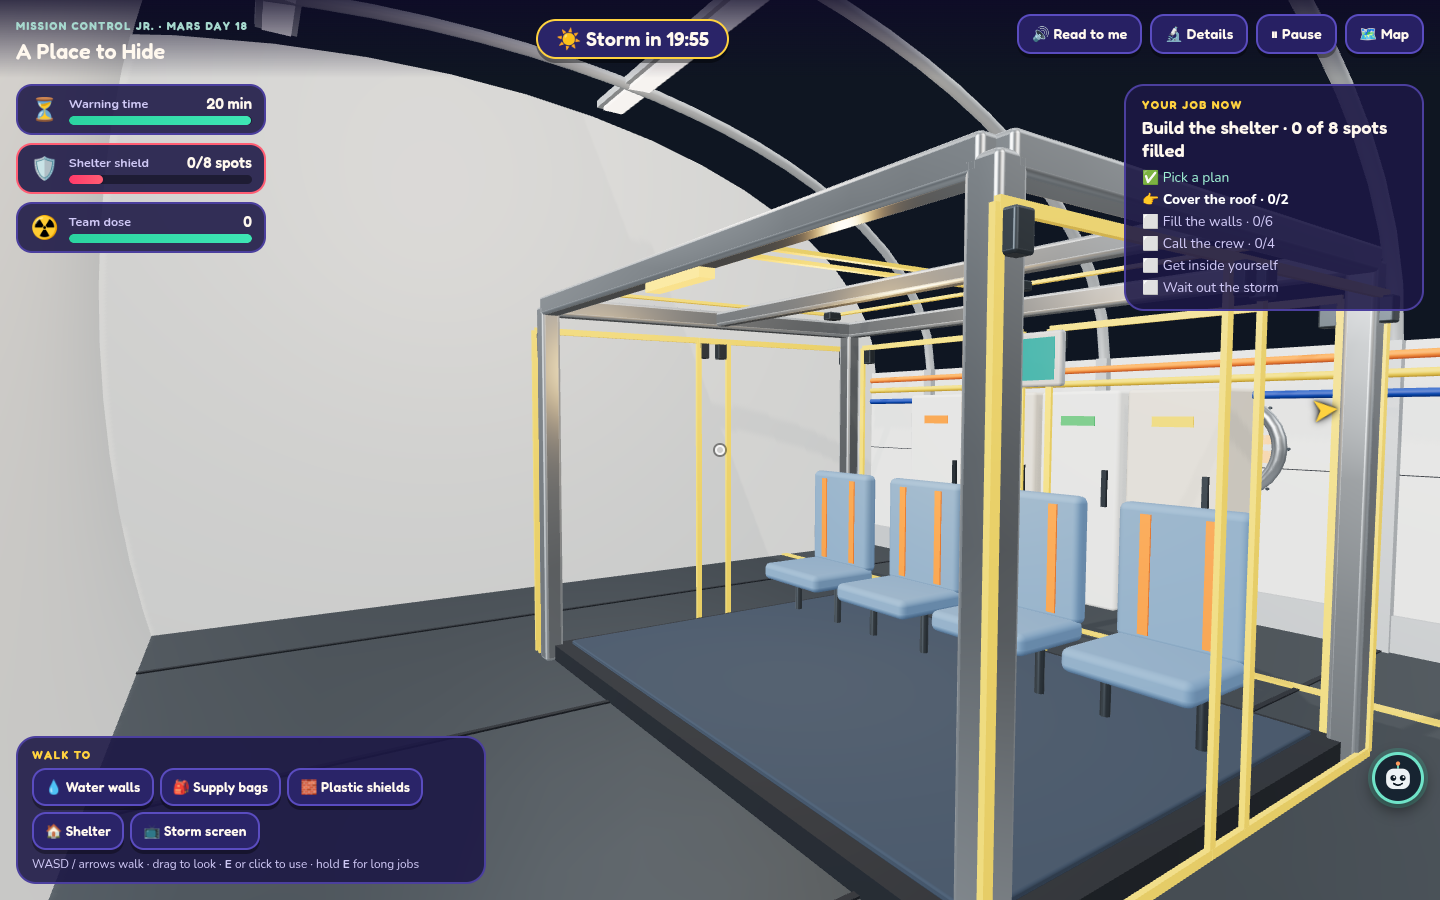 MISSION CONTROL JR. · MARS DAY 18
A Place to Hide
☀️ Storm in 19:55
🔊 Read to me
🔬 Details
⏸ Pause
🗺️ Map
⏳ Warning time 20 min
🛡️ Shelter shield 0/8 spots
☢️ Team dose 0
YOUR JOB NOW
Build the shelter · 0 of 8 spots
filled
✅ Pick a plan
👉 Cover the roof · 0/2
⬜ Fill the walls · 0/6
⬜ Call the crew · 0/4
⬜ Get inside yourself
⬜ Wait out the storm
WALK TO
💧 Water walls
🎒 Supply bags
🧱 Plastic shields
🏠 Shelter
📺 Storm screen
WASD / arrows walk · drag to look · E or click to use · hold E for long jobs